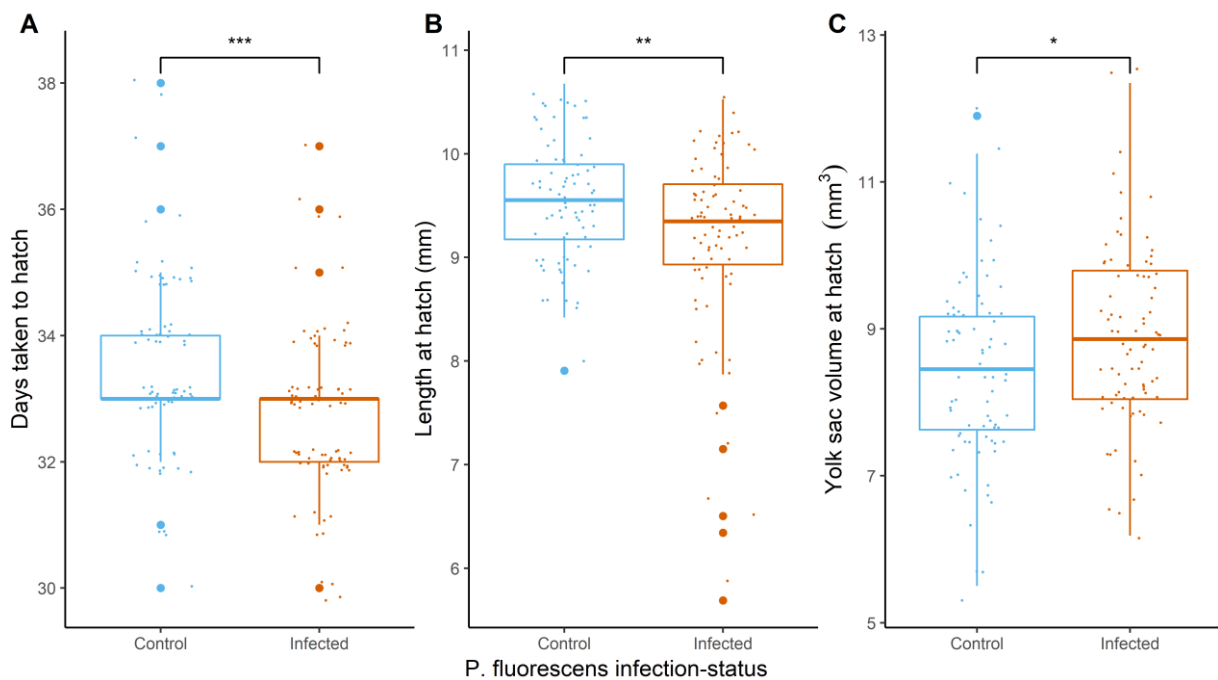 A
Days taken to hatch
38
36
34
32
30
***
Control
Infected
B
Length at hatch (mm)
11
10
9
8
7
6
**
Control
Infected
C
Yolk sac volume at hatch (mm³)
13
11
9
7
5
*
Control
Infected
P. fluorescens infection-status